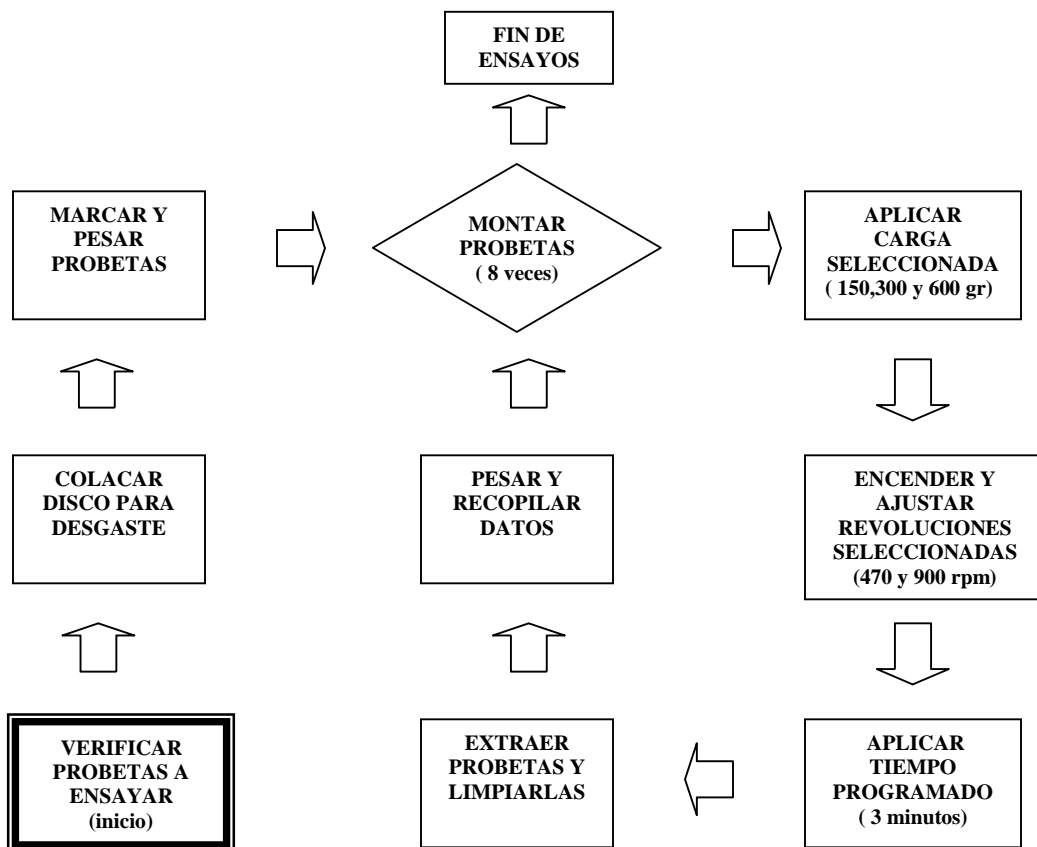 FIN DE
ENSAYOS
MARCAR Y
PESAR
PROBETAS
MONTAR
PROBETAS
( 8 veces)
APLICAR
CARGA
SELECCIONADA
( 150,300 y 600 gr)
COLACAR
DISCO PARA
DESGASTE
PESAR Y
RECOPILAR
DATOS
ENCENDER Y
AJUSTAR
REVOLUCIONES
SELECCIONADAS
(470 y 900 rpm)
VERIFICAR
PROBETAS A
ENSAYAR
(inicio)
EXTRAER
PROBETAS Y
LIMPIARLAS
APLICAR
TIEMPO
PROGRAMADO
( 3 minutos)